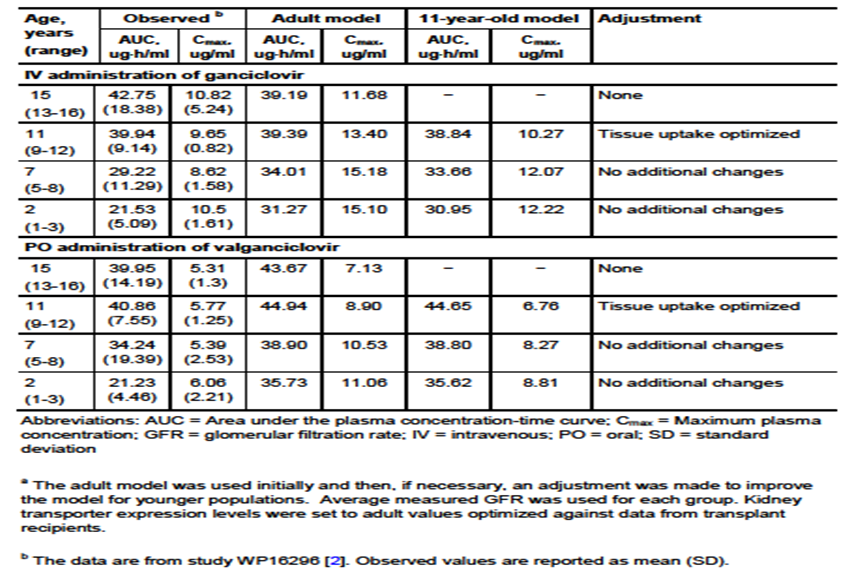 Age, years (range) Observed b Adult model 11-year-old model Adjustment
AUC, ug·h/ml Cmax, ug/ml AUC, ug·h/ml Cmax, ug/ml AUC, ug·h/ml Cmax, ug/ml
IV administration of ganciclovir
15 (13-16) 42.75 (18.38) 10.82 (5.24) 39.19 11.68 – – None
11 (9-12) 39.94 (9.14) 9.65 (0.82) 39.39 13.40 38.84 10.27 Tissue uptake optimized
7 (5-8) 29.22 (11.29) 8.62 (1.58) 34.01 15.18 33.66 12.07 No additional changes
2 (1-3) 21.53 (5.09) 10.5 (1.61) 31.27 15.10 30.95 12.22 No additional changes
PO administration of valganciclovir
15 (13-16) 39.95 (14.19) 5.31 (1.3) 43.67 7.13 – – None
11 (9-12) 40.86 (7.55) 5.77 (1.25) 44.94 8.90 44.65 6.76 Tissue uptake optimized
7 (5-8) 34.24 (19.39) 5.39 (2.53) 38.90 10.53 38.80 8.27 No additional changes
2 (1-3) 21.23 (4.46) 6.06 (2.21) 35.73 11.06 35.62 8.81 No additional changes
Abbreviations: AUC = Area under the plasma concentration-time curve; Cmax = Maximum plasma
concentration; GFR = glomerular filtration rate; IV = intravenous; PO = oral; SD = standard
deviation
a The adult model was used initially and then, if necessary, an adjustment was made to improve
the model for younger populations. Average measured GFR was used for each group. Kidney
transporter expression levels were set to adult values optimized against data from transplant
recipients.
b The data are from study WP16296 [2]. Observed values are reported as mean (SD).